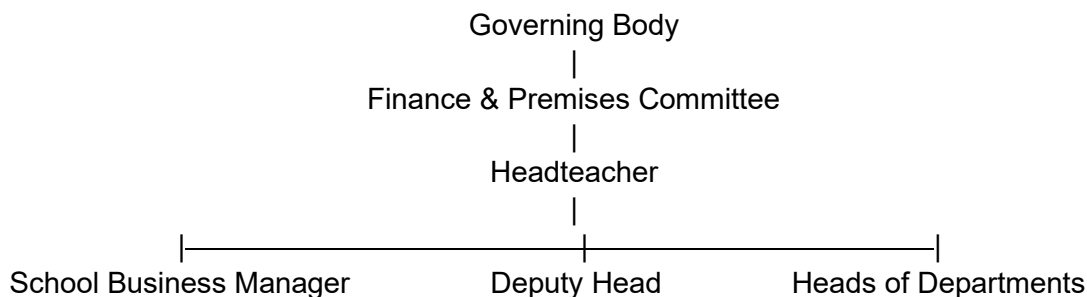 Governing Body
Finance & Premises Committee
Headteacher
School Business Manager Deputy Head Heads of Departments